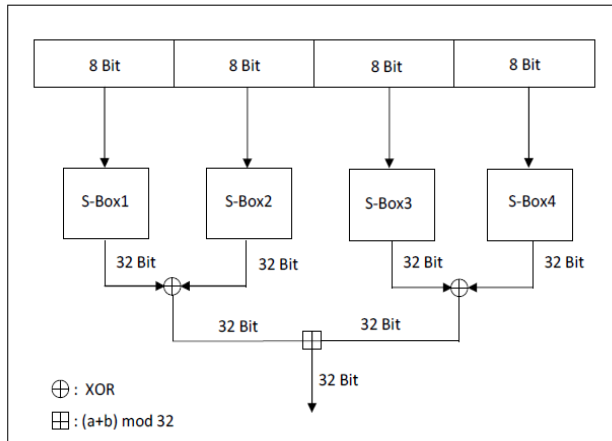 8 Bit 8 Bit 8 Bit 8 Bit
S-Box1 S-Box2 S-Box3 S-Box4
32 Bit 32 Bit 32 Bit 32 Bit
32 Bit 32 Bit
32 Bit
: XOR
: (a+b) mod 32